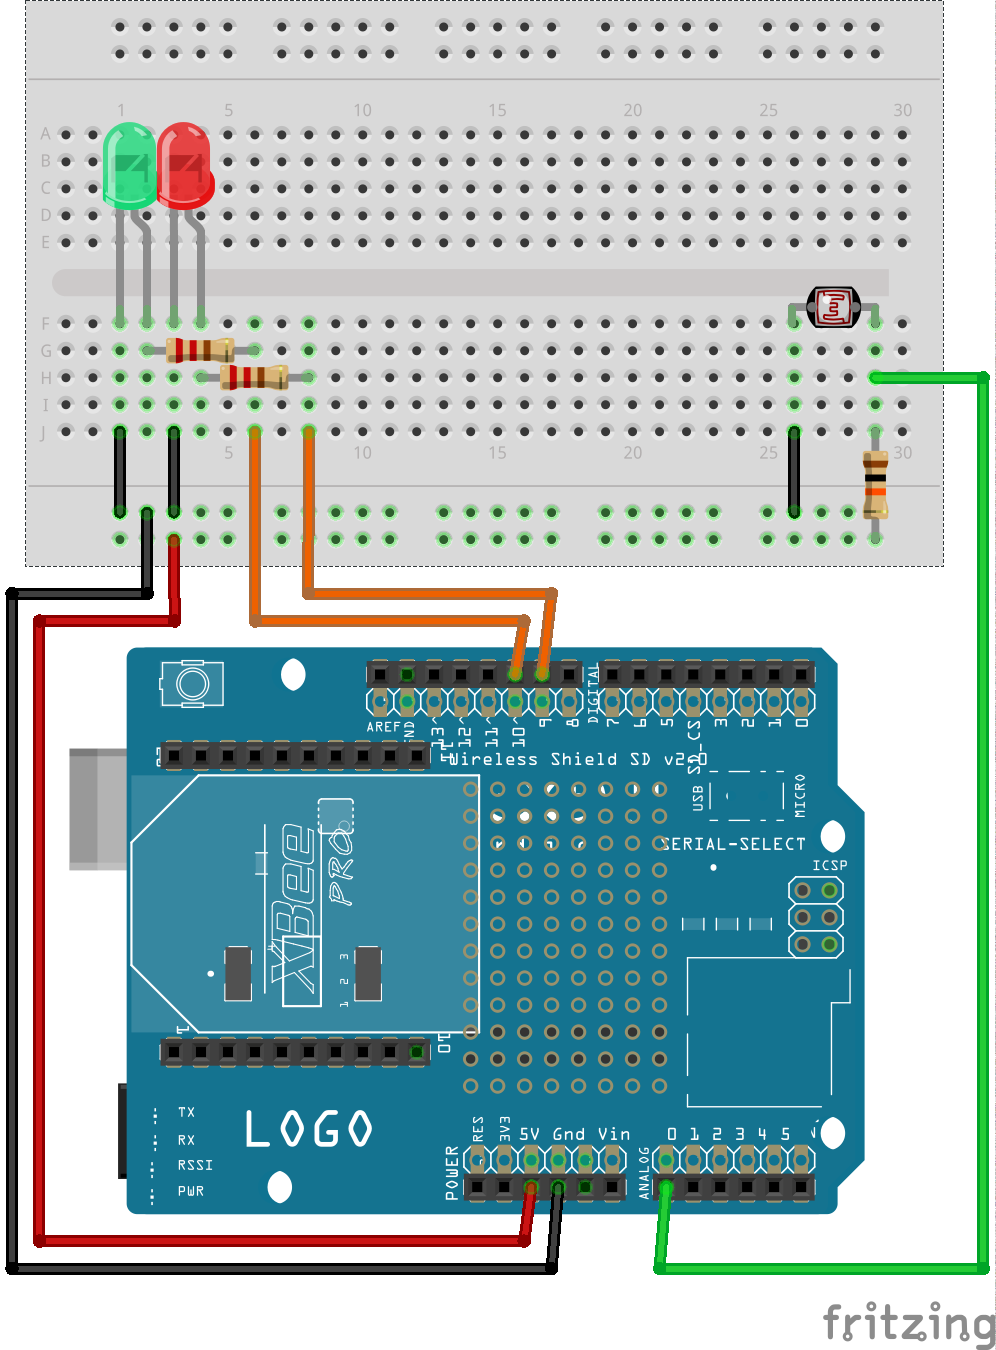 1 5 10 15 20 25 30
A
B
C
D
E
F
G
H
I
J
5 10 15 20 25 30
AREF
GND
13~
12~
11~
10~
9
8
DIGITAL
7
6
5
SD_CS
3
2
1
0
11
Wireless Shield SD v2.0
USB
MICRO
SERIAL-SELECT
ICSP
XBee
PRO
1 2 3
1
10
TX
RX
RSSI
PWR
LOGO
POWER
RES
3V3
5V Gnd Vin
ANALOG
0 1 2 3 4 5
fritzing